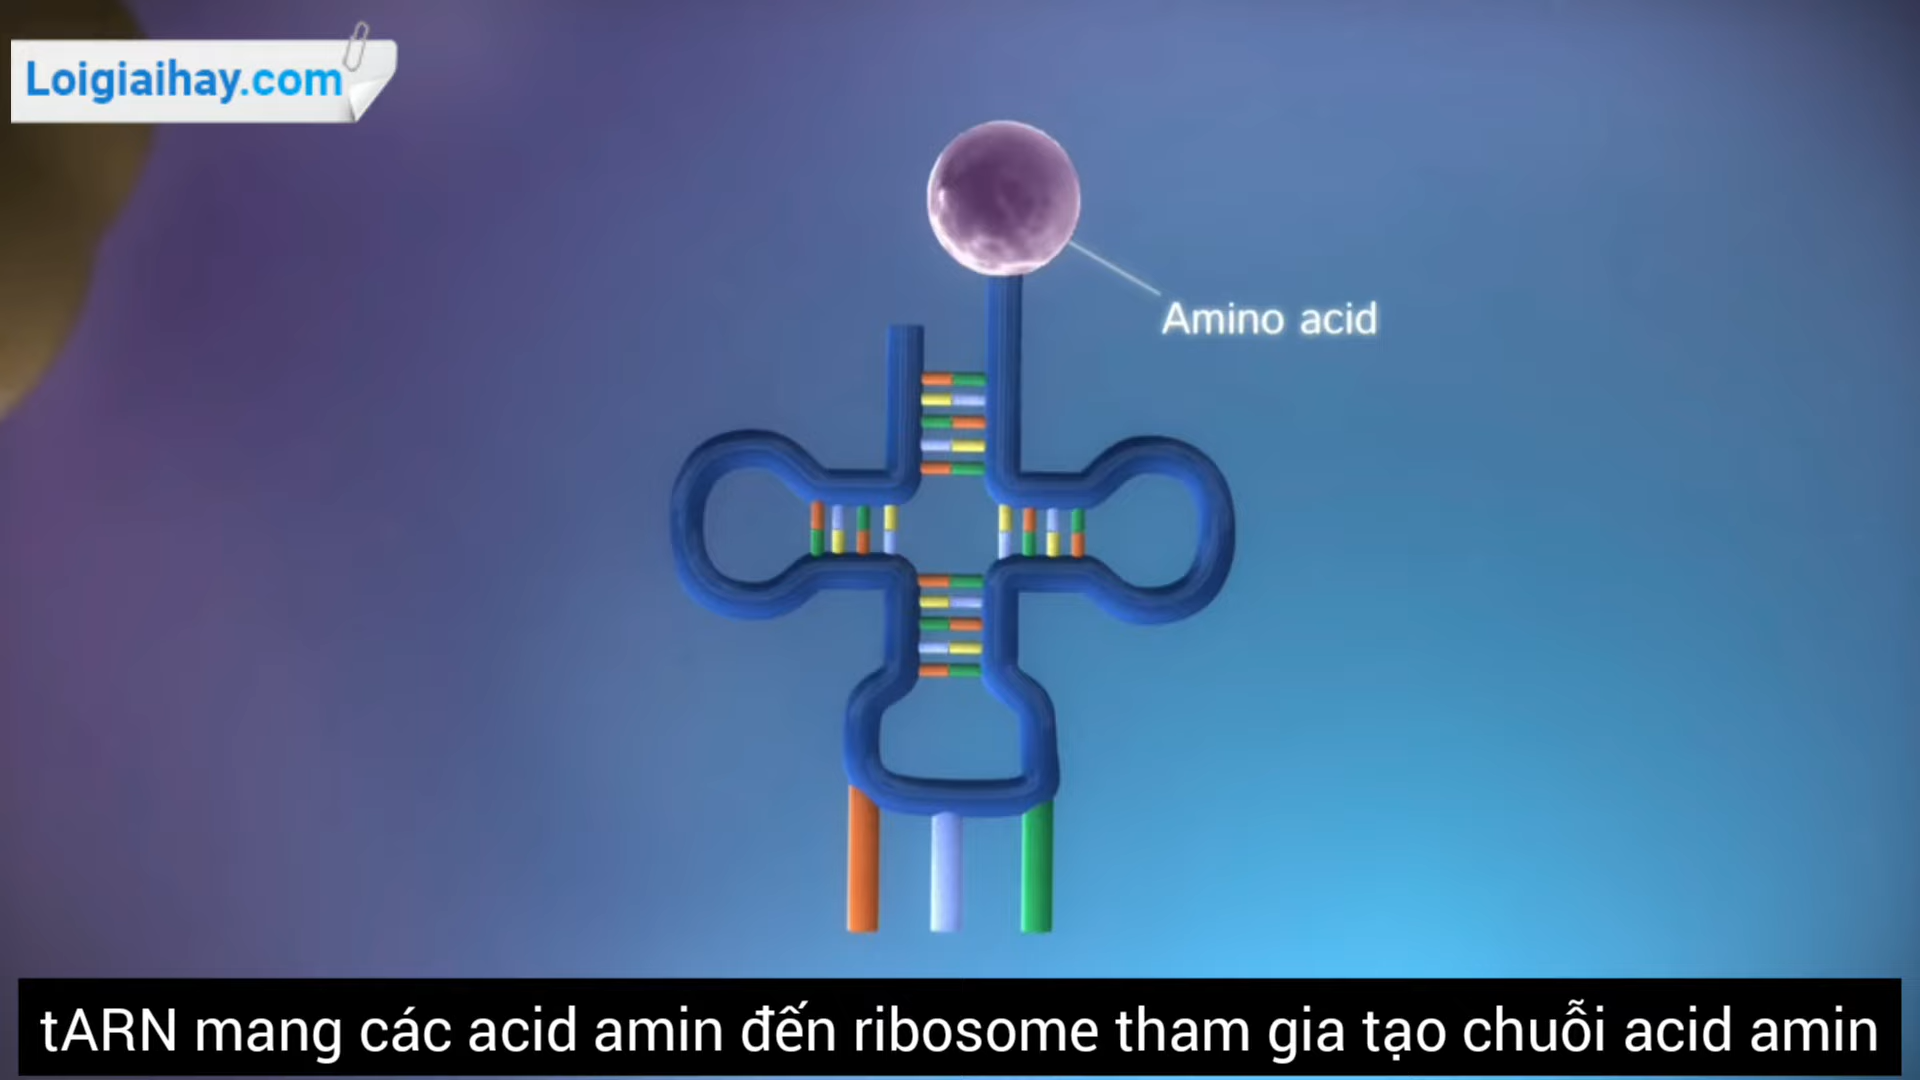 Loigiaihay.com
Amino acid
tARN mang các acid amin đến ribosome tham gia tạo chuỗi acid amin